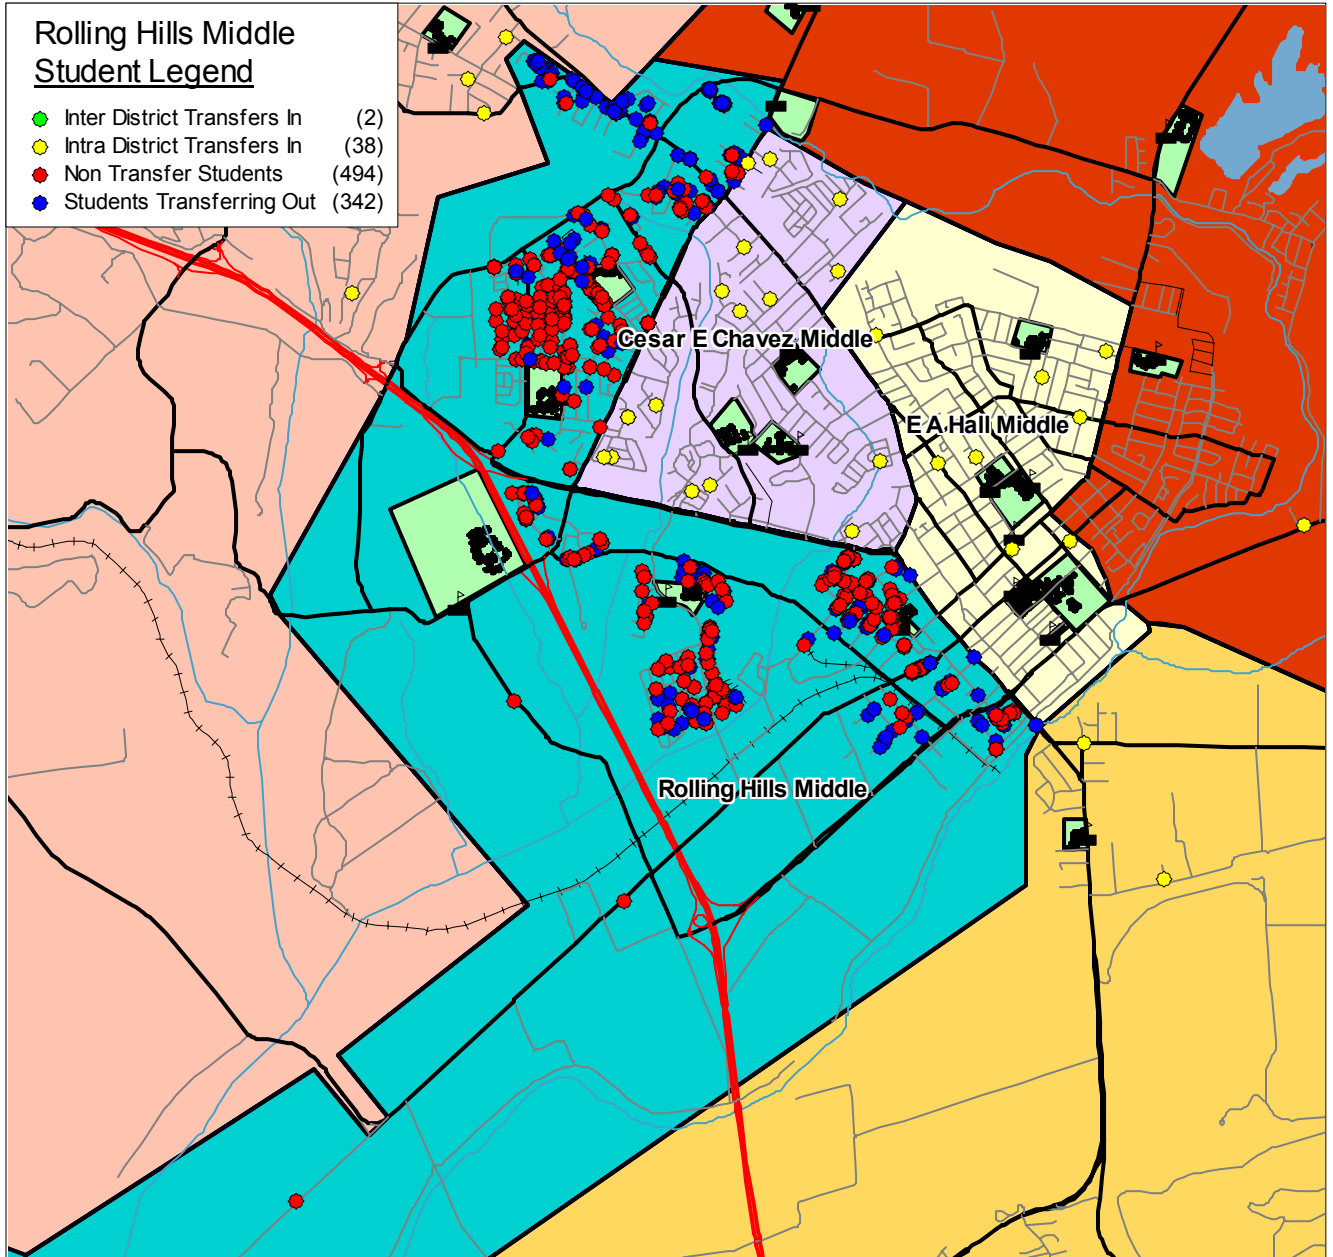 Rolling Hills Middle
Student Legend
Inter District Transfers In (2)
Intra District Transfers In (38)
Non Transfer Students (494)
Students Transferring Out (342)
Cesar E Chavez Middle
E A Hall Middle
Rolling Hills Middle